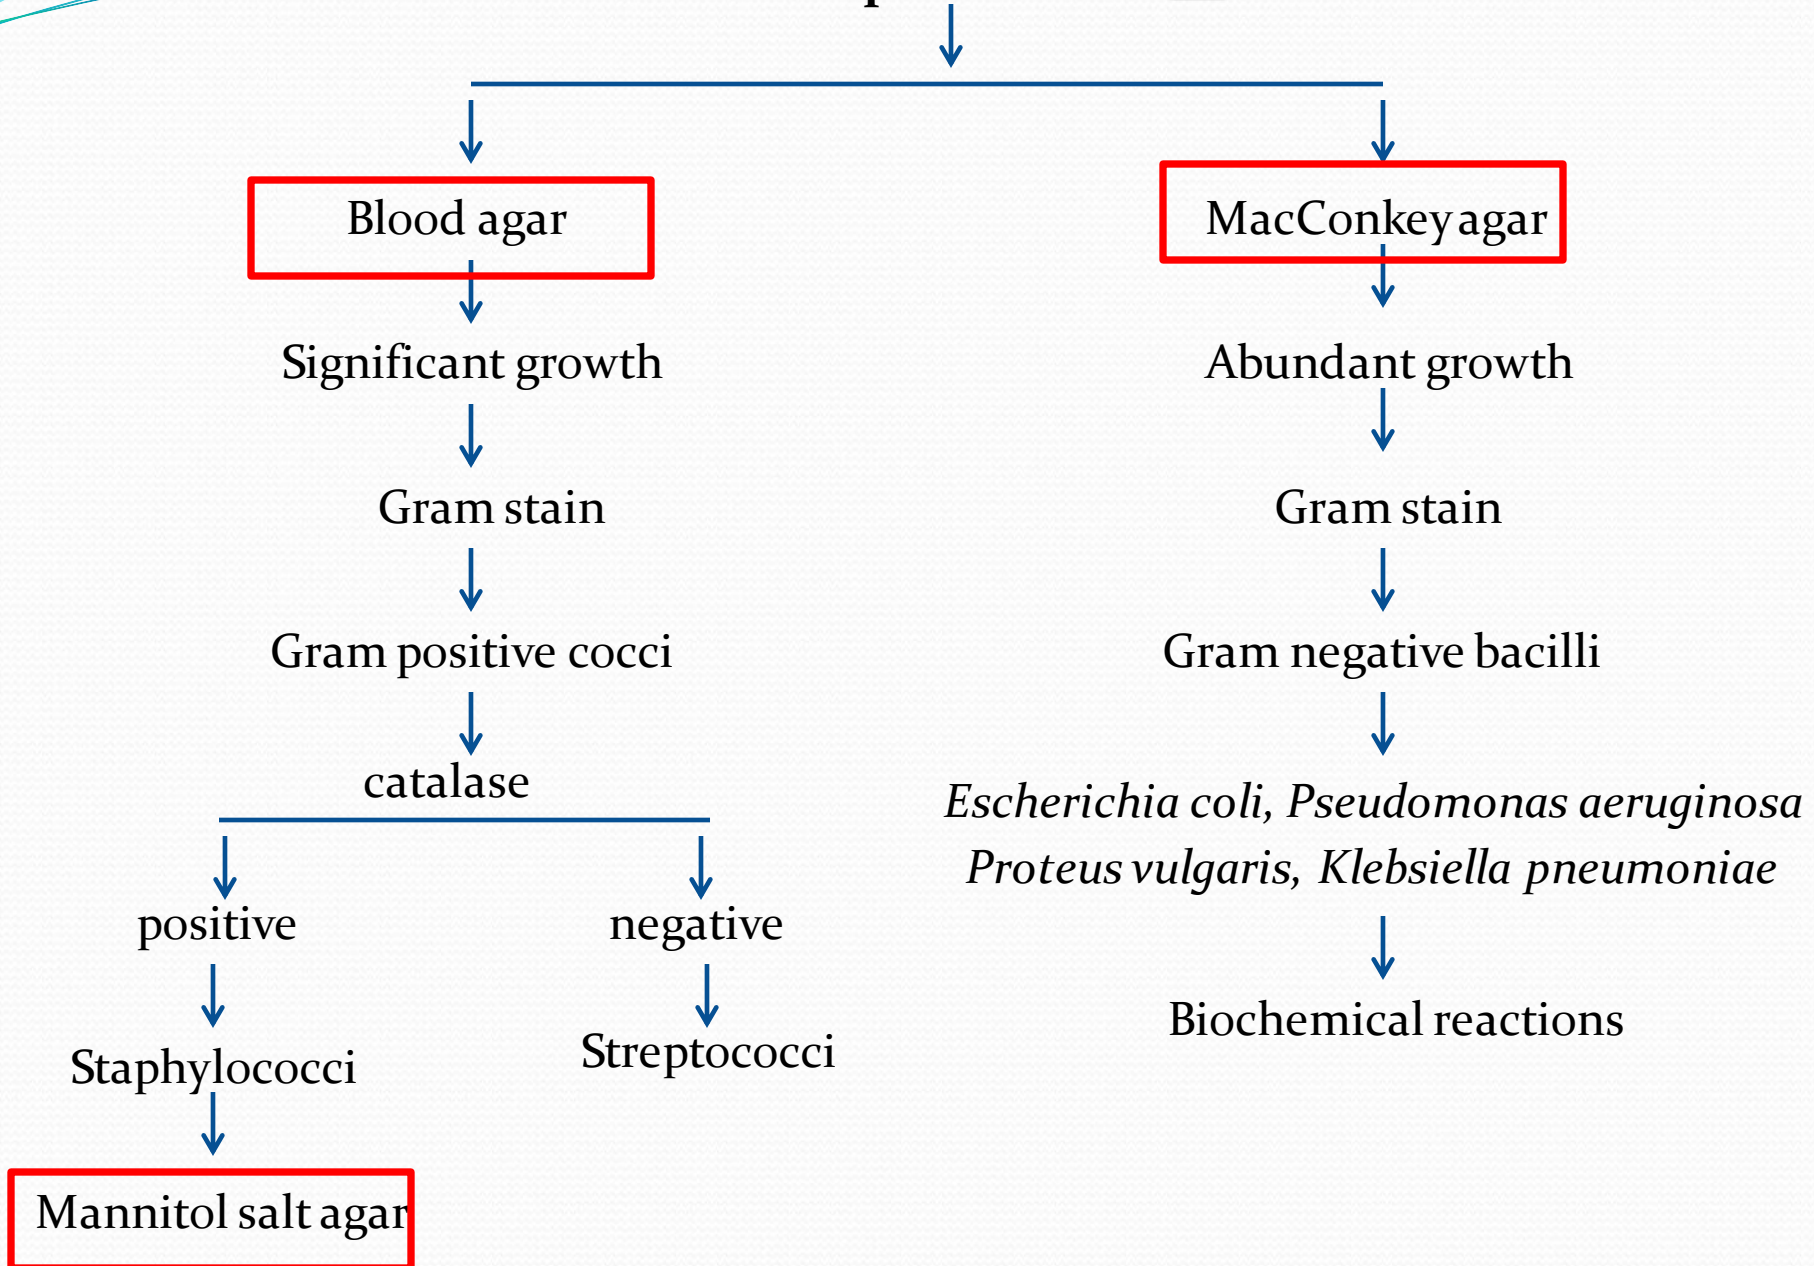 Blood agar
MacConkey agar
Significant growth
Abundant growth
Gram stain
Gram stain
Gram positive cocci
Gram negative bacilli
catalase
Escherichia coli, Pseudomonas aeruginosa
Proteus vulgaris, Klebsiella pneumoniae
positive
negative
Biochemical reactions
Staphylococci
Streptococci
Mannitol salt agar